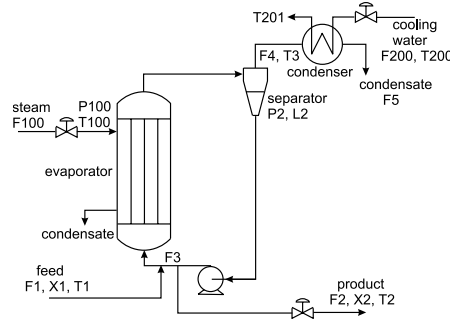 T201
cooling
water
F200, T200
F4, T3
condenser
condensate
F5
separator
P2, L2
steam
F100
P100
T100
evaporator
condensate
F3
feed
F1, X1, T1
product
F2, X2, T2